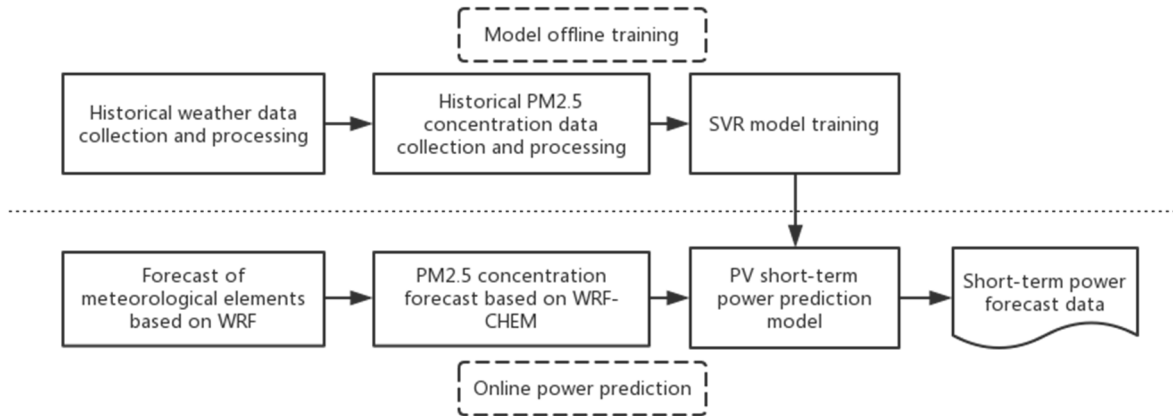 Model offline training
Historical weather data
collection and processing
Historical PM2.5
concentration data
collection and processing
SVR model training
Forecast of
meteorological elements
based on WRF
PM2.5 concentration
forecast based on WRF-
CHEM
PV short-term
power prediction
model
Short-term power
forecast data
Online power prediction